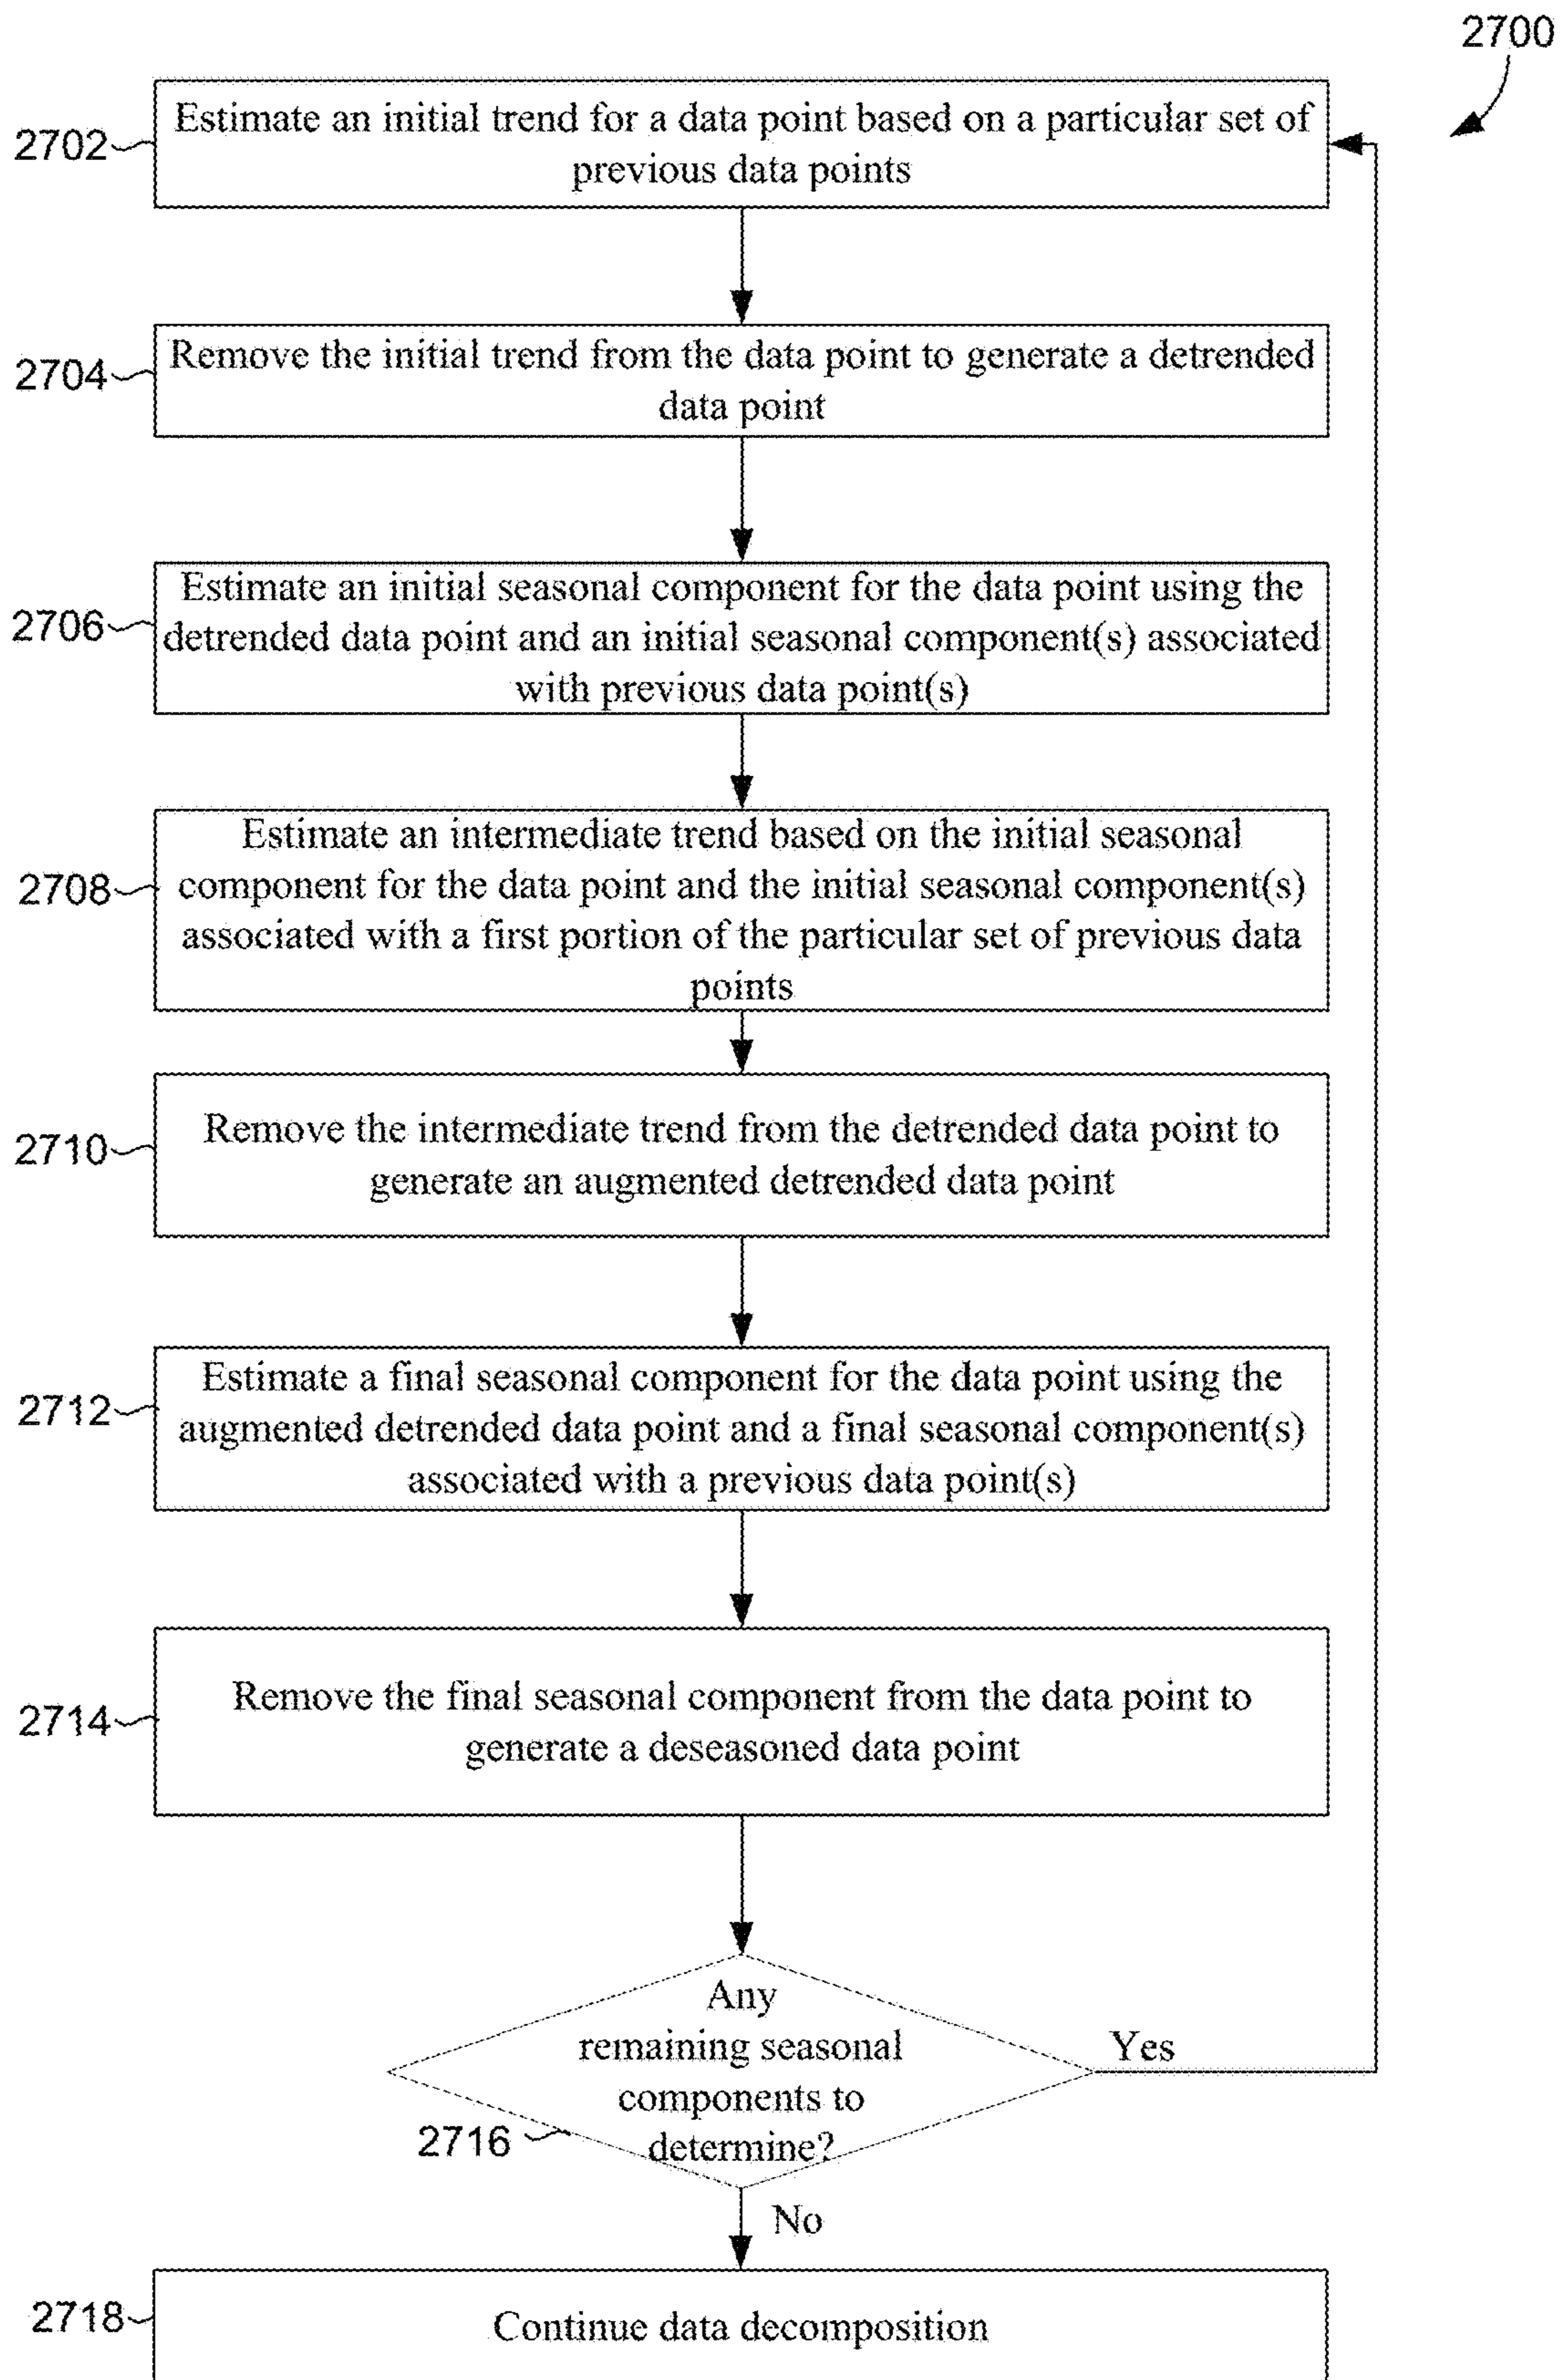 2700
2702
Estimate an initial trend for a data point based on a particular set of
previous data points
2704
Remove the initial trend from the data point to generate a detrended
data point
2706
Estimate an initial seasonal component for the data point using the
detrended data point and an initial seasonal component(s) associated
with previous data point(s)
2708
Estimate an intermediate trend based on the initial seasonal
component for the data point and the initial seasonal component(s)
associated with a first portion of the particular set of previous data
points
2710
Remove the intermediate trend from the detrended data point to
generate an augmented detrended data point
2712
Estimate a final seasonal component for the data point using the
augmented detrended data point and a final seasonal component(s)
associated with a previous data point(s)
2714
Remove the final seasonal component from the data point to
generate a deseasoned data point
Any
remaining seasonal
components to
determine?
Yes
2716
No
2718
Continue data decomposition